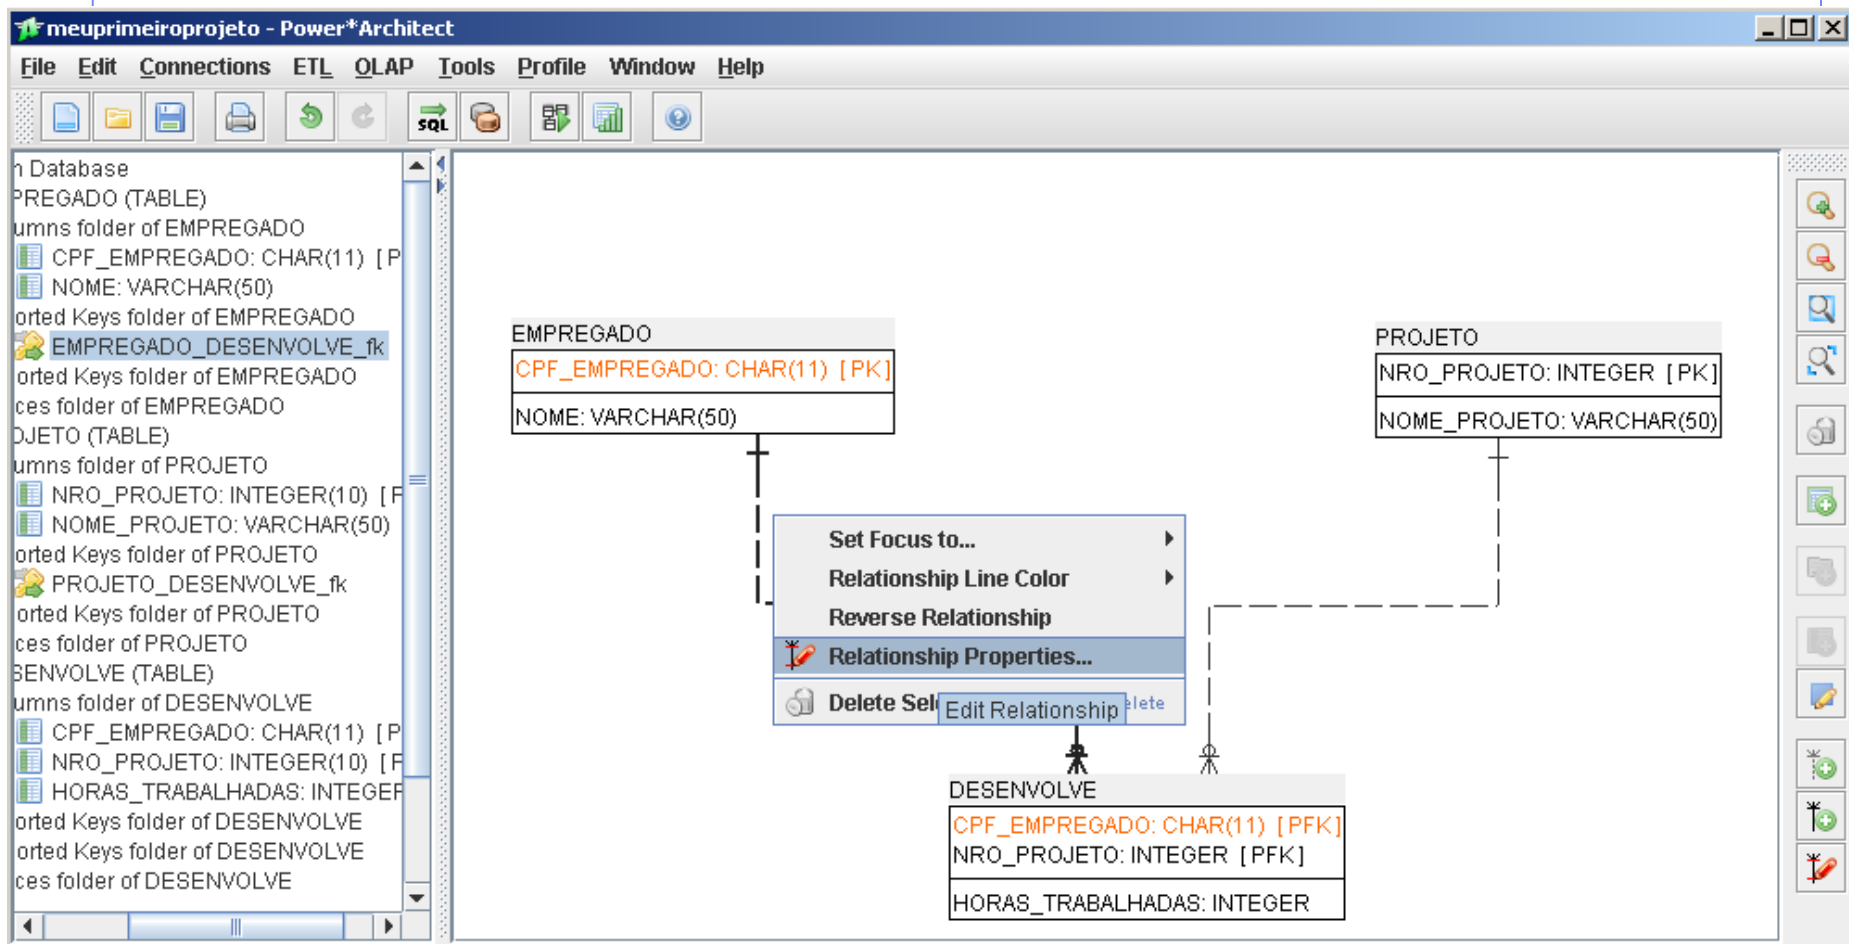 meuprimeiroprojeto - Power*Architect
File Edit Connections ETL OLAP Tools Profile Window Help
SQL
n Database
PREGADO (TABLE)
umns folder of EMPREGADO
CPF_EMPREGADO: CHAR(11) [ P
NOME: VARCHAR(50)
orted Keys folder of EMPREGADO
EMPREGADO_DESENVOLVE_fk
orted Keys folder of EMPREGADO
ces folder of EMPREGADO
OJETO (TABLE)
umns folder of PROJETO
NRO_PROJETO: INTEGER(10) [ F
NOME_PROJETO: VARCHAR(50)
orted Keys folder of PROJETO
PROJETO_DESENVOLVE_fk
orted Keys folder of PROJETO
ces folder of PROJETO
SENVOLVE (TABLE)
umns folder of DESENVOLVE
CPF_EMPREGADO: CHAR(11) [ P
NRO_PROJETO: INTEGER(10) [ F
HORAS_TRABALHADAS: INTEGER
orted Keys folder of DESENVOLVE
orted Keys folder of DESENVOLVE
ces folder of DESENVOLVE
EMPREGADO
CPF_EMPREGADO: CHAR(11) [ PK ]
NOME: VARCHAR(50)
PROJETO
NRO_PROJETO: INTEGER [ PK ]
NOME_PROJETO: VARCHAR(50)
Set Focus to...
Relationship Line Color
Reverse Relationship
Relationship Properties...
Delete Sel elete
Edit Relationship
DESENVOLVE
CPF_EMPREGADO: CHAR(11) [ PFK ]
NRO_PROJETO: INTEGER [ PFK ]
HORAS_TRABALHADAS: INTEGER